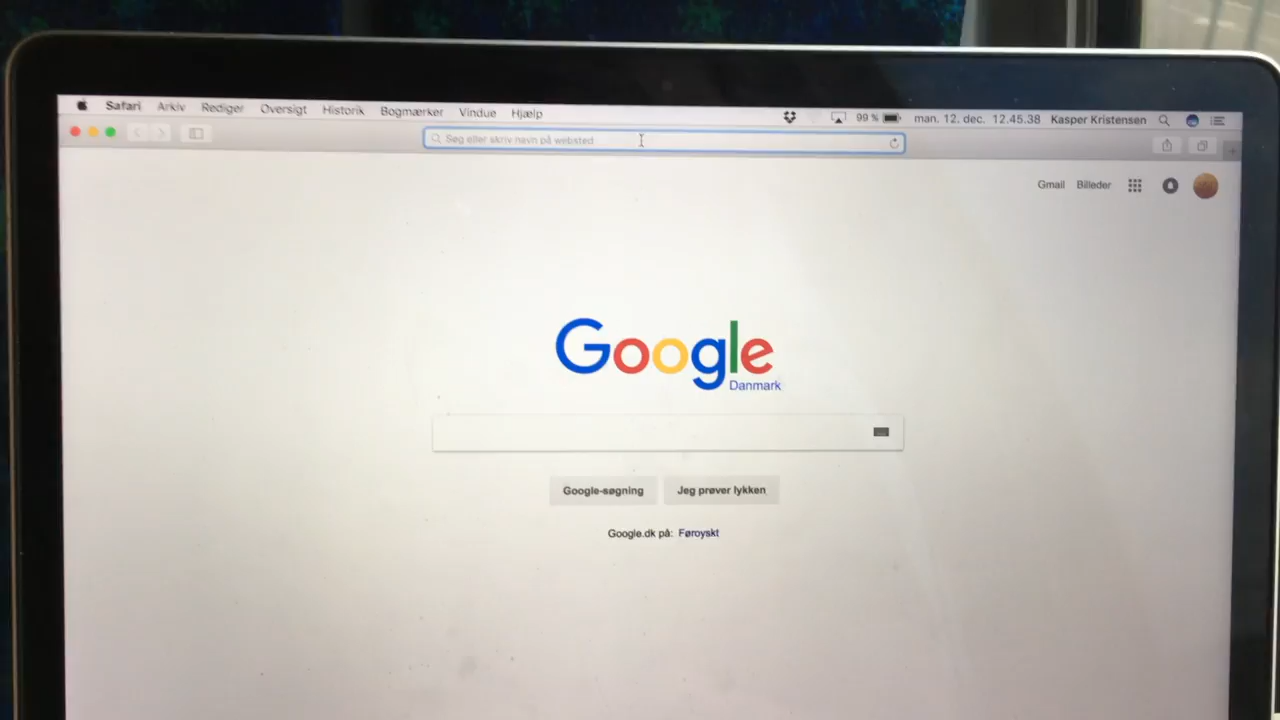 Safari Arkiv Rediger Oversigt Historik Bogmærker Vindue Hjælp 99 % man. 12. dec. 12.45.38 Kasper Kristensen
Søg eller skriv navn på websted
Gmail Billeder
Google
Danmark
Google-søgning Jeg prøver lykken
Google.dk på: Føroyskt